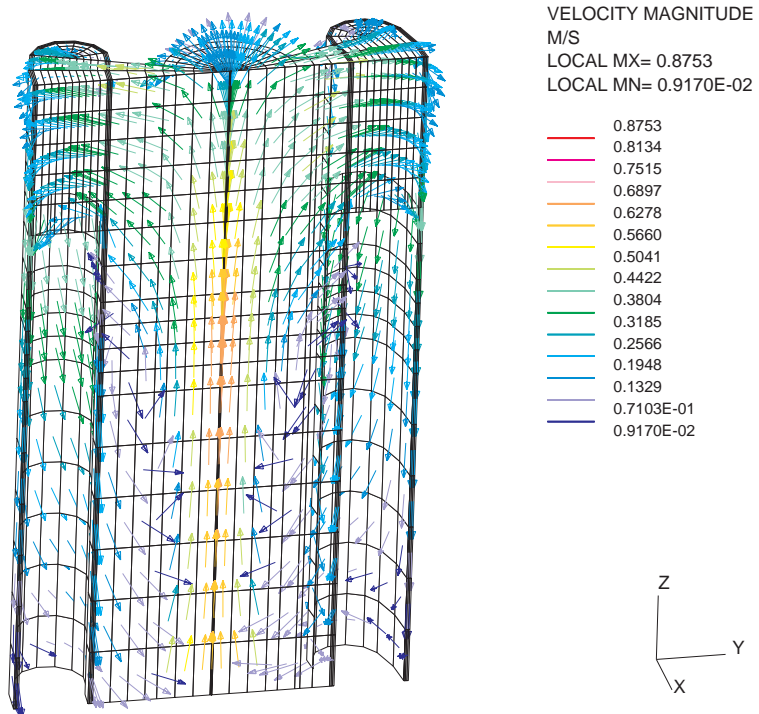 VELOCITY MAGNITUDE
M/S
LOCAL MX= 0.8753
LOCAL MN= 0.9170E-02
0.8753
0.8134
0.7515
0.6897
0.6278
0.5660
0.5041
0.4422
0.3804
0.3185
0.2566
0.1948
0.1329
0.7103E-01
0.9170E-02
Z
Y
X